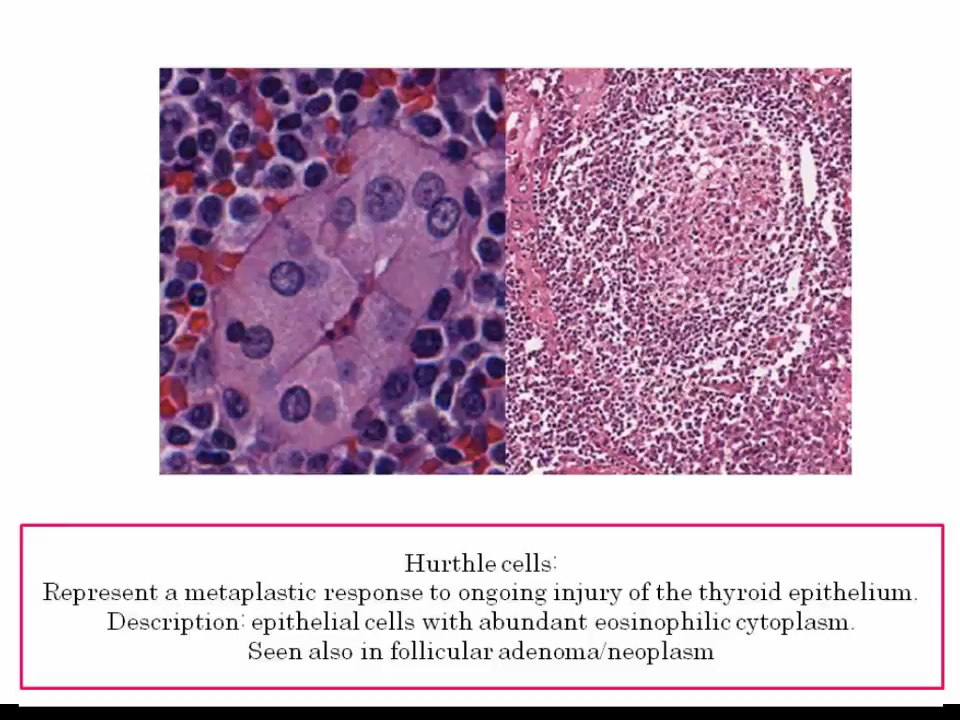 Hurthle cells:
Represent a metaplastic response to ongoing injury of the thyroid epithelium.
Description: epithelial cells with abundant eosinophilic cytoplasm.
Seen also in follicular adenoma/neoplasm